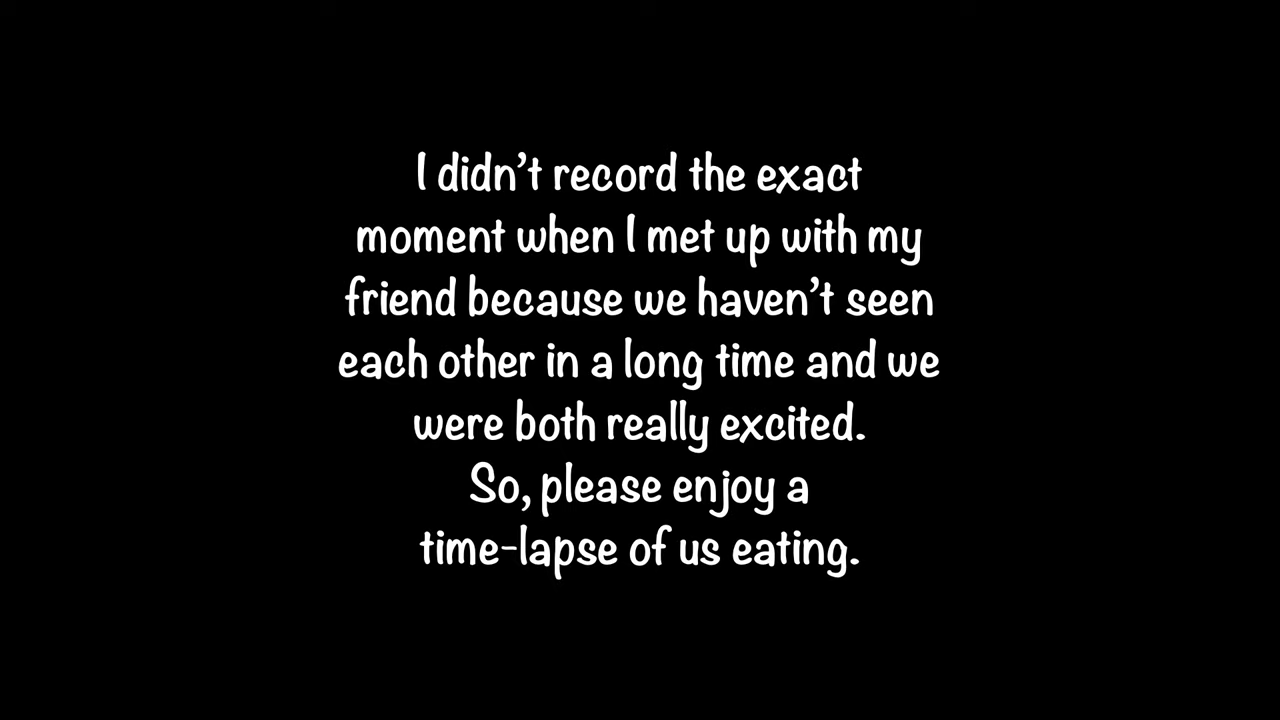 I didn’t record the exact
moment when I met up with my
friend because we haven’t seen
each other in a long time and we
were both really excited.
So, please enjoy a
time-lapse of us eating.